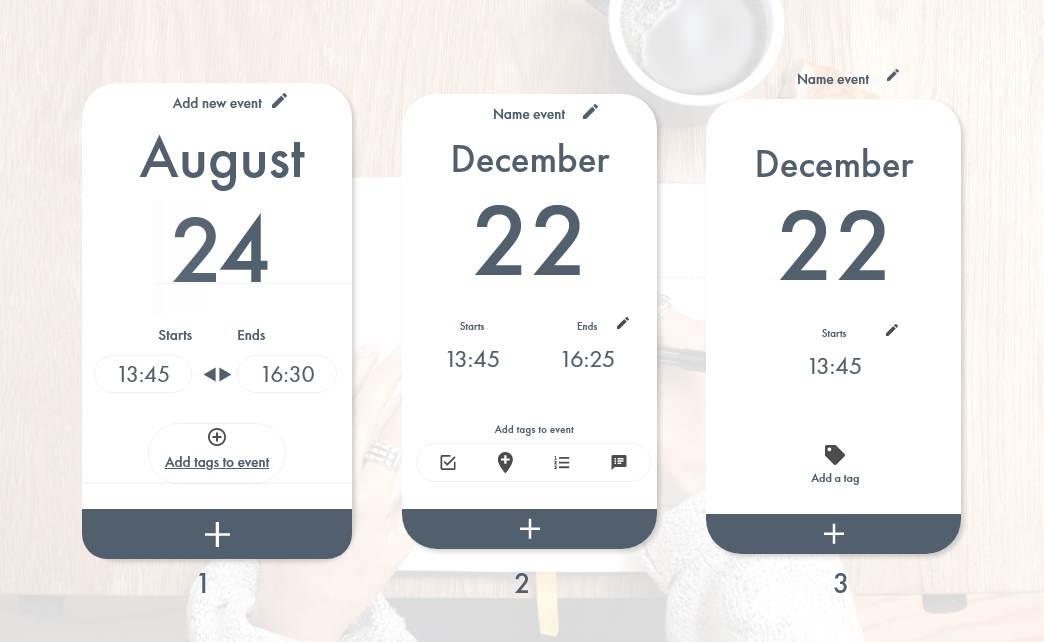 Add new event
August
24
Starts Ends
13:45 16:30
Add tags to event
1
Name event
December
22
Starts Ends
13:45 16:25
Add tags to event
2
Name event
December
22
Starts
13:45
Add a tag
3